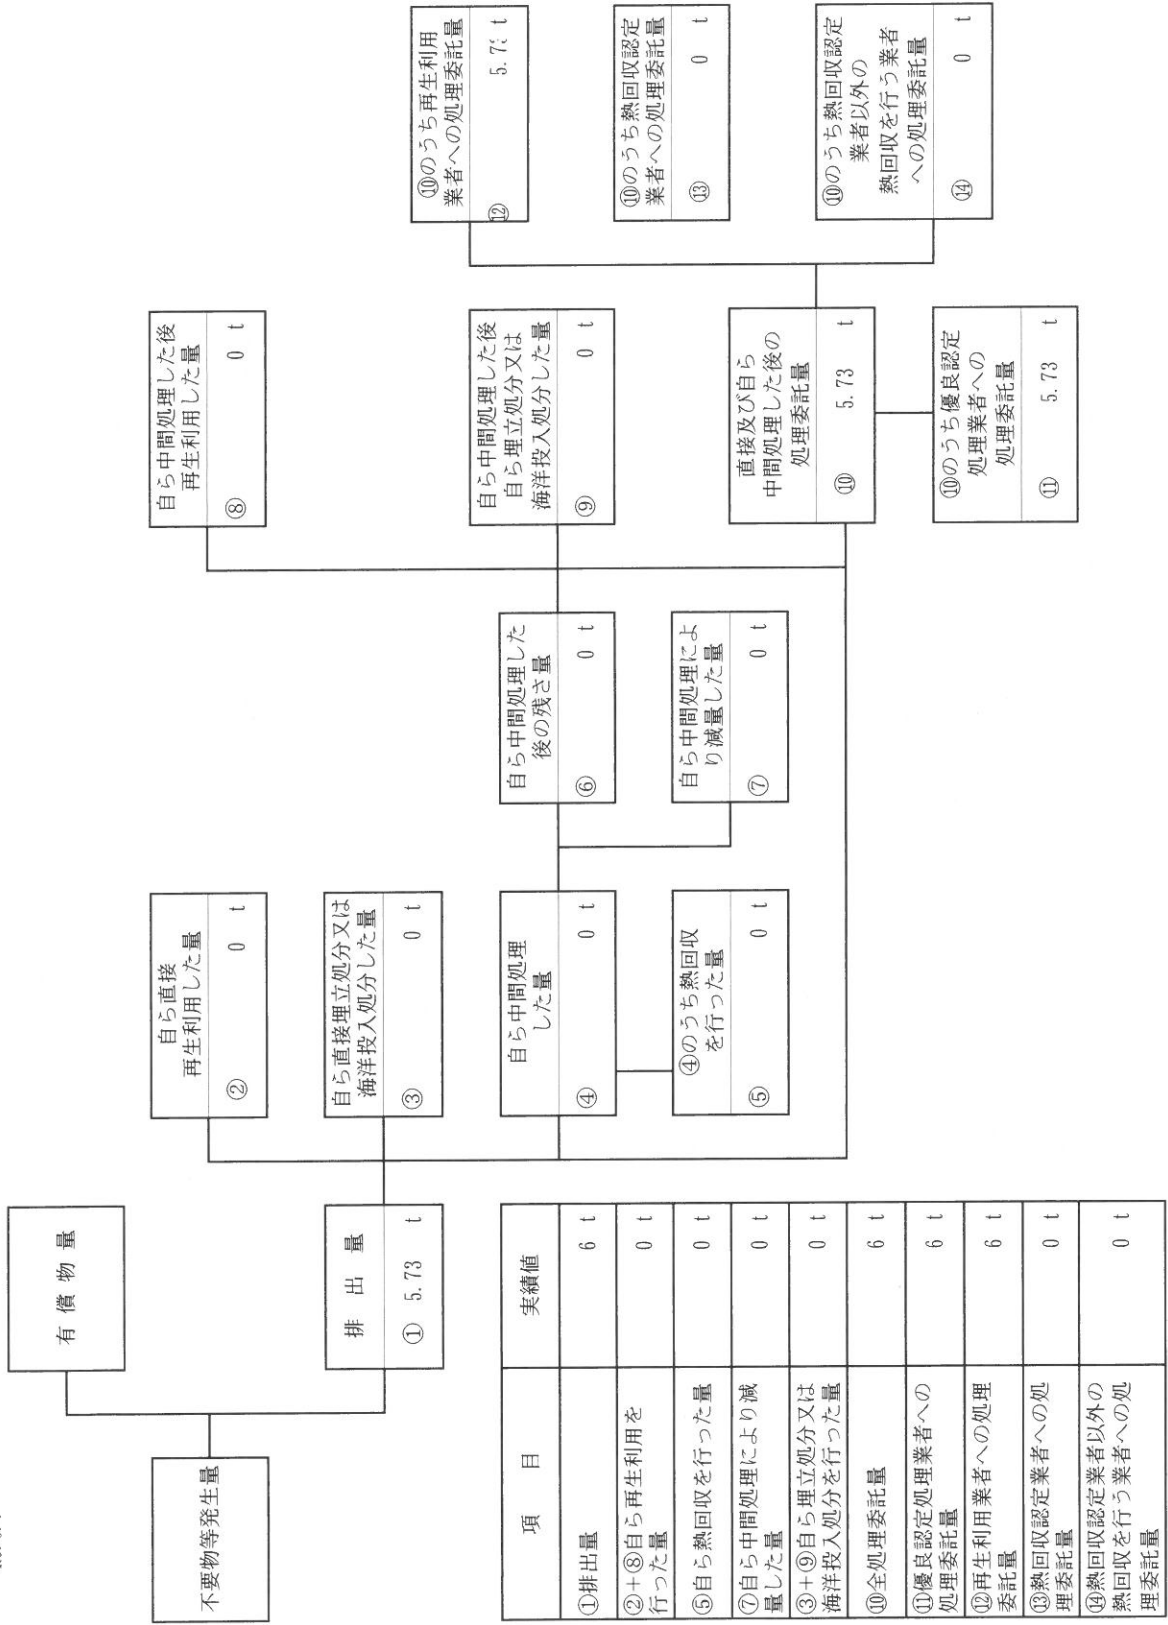 不要物等発生量
有償物量
排出量
① 5.73 t
自ら直接
再生利用した量
② 0 t
自ら直接埋立処分又は
海洋投入処分した量
③ 0 t
自ら中間処理
した量
④ 0 t
④のうち熱回収
を行った量
⑤ 0 t
自ら中間処理した
後の残さ量
⑥ 0 t
自ら中間処理によ
り減量した量
⑦ 0 t
自ら中間処理した後
再生利用した量
⑧ 0 t
自ら中間処理した後
自ら埋立処分又は
海洋投入処分した量
⑨ 0 t
直接及び自ら
中間処理した後の
処理委託量
⑩ 5.73 t
⑩のうち優良認定
処理業者への
処理委託量
⑪ 5.73 t
⑩のうち再生利用
業者への処理委託量
⑫ t
⑩のうち熱回収認定
業者への処理委託量
⑬ 0 t
⑩のうち熱回収認定
業者以外の
熱回収を行う業者
への処理委託量
⑭ 0 t
項目 実績値
①排出量 6 t
②+⑧自ら再生利用を
行った量 0 t
⑤自ら熱回収を行った量 0 t
⑦自ら中間処理により減
量した量 0 t
③+⑨自ら埋立処分又は
海洋投入処分を行った量 0 t
⑩全処理委託量 6 t
⑪優良認定処理業者への
処理委託量 6 t
⑫再生利用業者への処理
委託量 6 t
⑬熱回収認定業者への処
理委託量 0 t
⑭熱回収認定業者以外の
熱回収を行う業者への処
理委託量 0 t